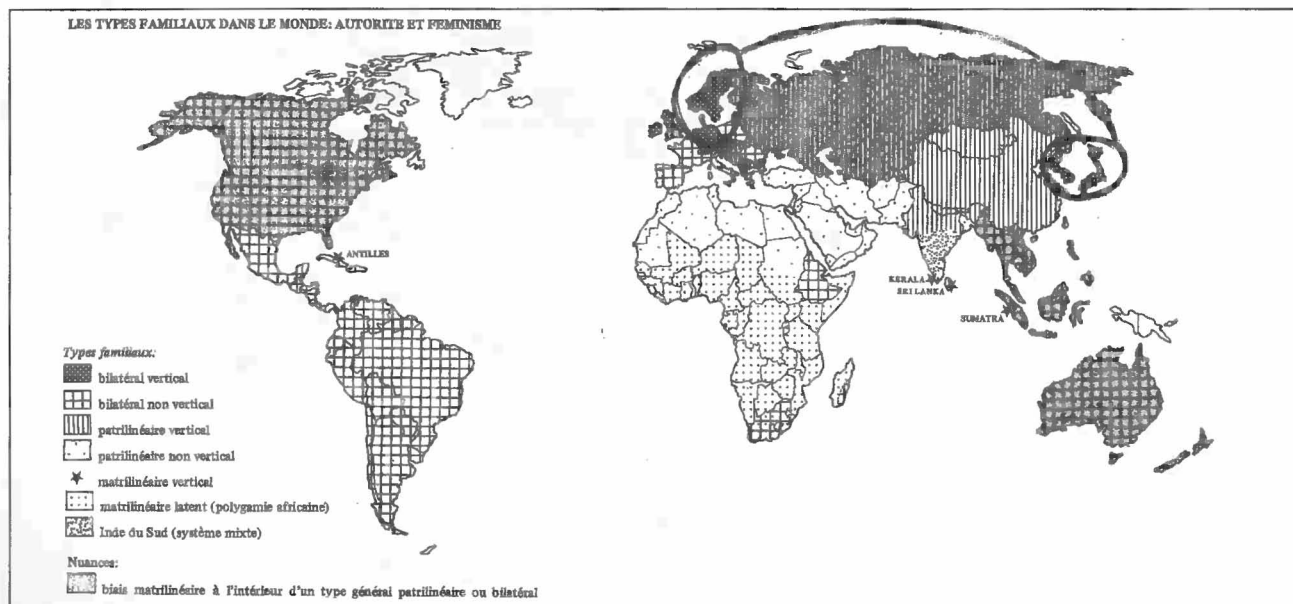 LES TYPES FAMILIAUX DANS LE MONDE: AUTORITE ET FEMINISME
ANTILLES
KERALA
SRI LANKA
SUMATRA
Types familiaux:
bilatéral vertical
bilatéral non vertical
patrilinéaire vertical
patrilinéaire non vertical
matrilinéaire vertical
matrilinéaire latent (polygamie africaine)
Inde du Sud (système mixte)
Nuances:
biais matrilinéaire à l'intérieur d'un type général patrilinéaire ou bilatéral